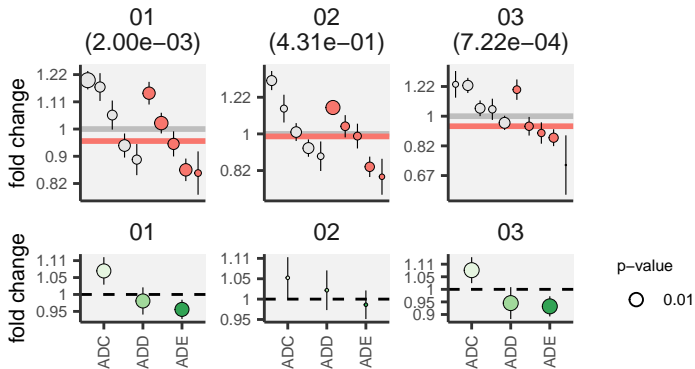 01
(2.00e−03)
02
(4.31e−01)
03
(7.22e−04)
fold change
1.22
1.11
1
0.9
0.82
1.22
1
0.82
1.22
1
0.82
0.67
01
02
03
fold change
1.11
1.05
1
0.95
1.11
1.05
1
0.95
1.11
1.05
1
0.95
0.9
ADC
ADD
ADE
ADC
ADD
ADE
ADC
ADD
ADE
p−value
0.01